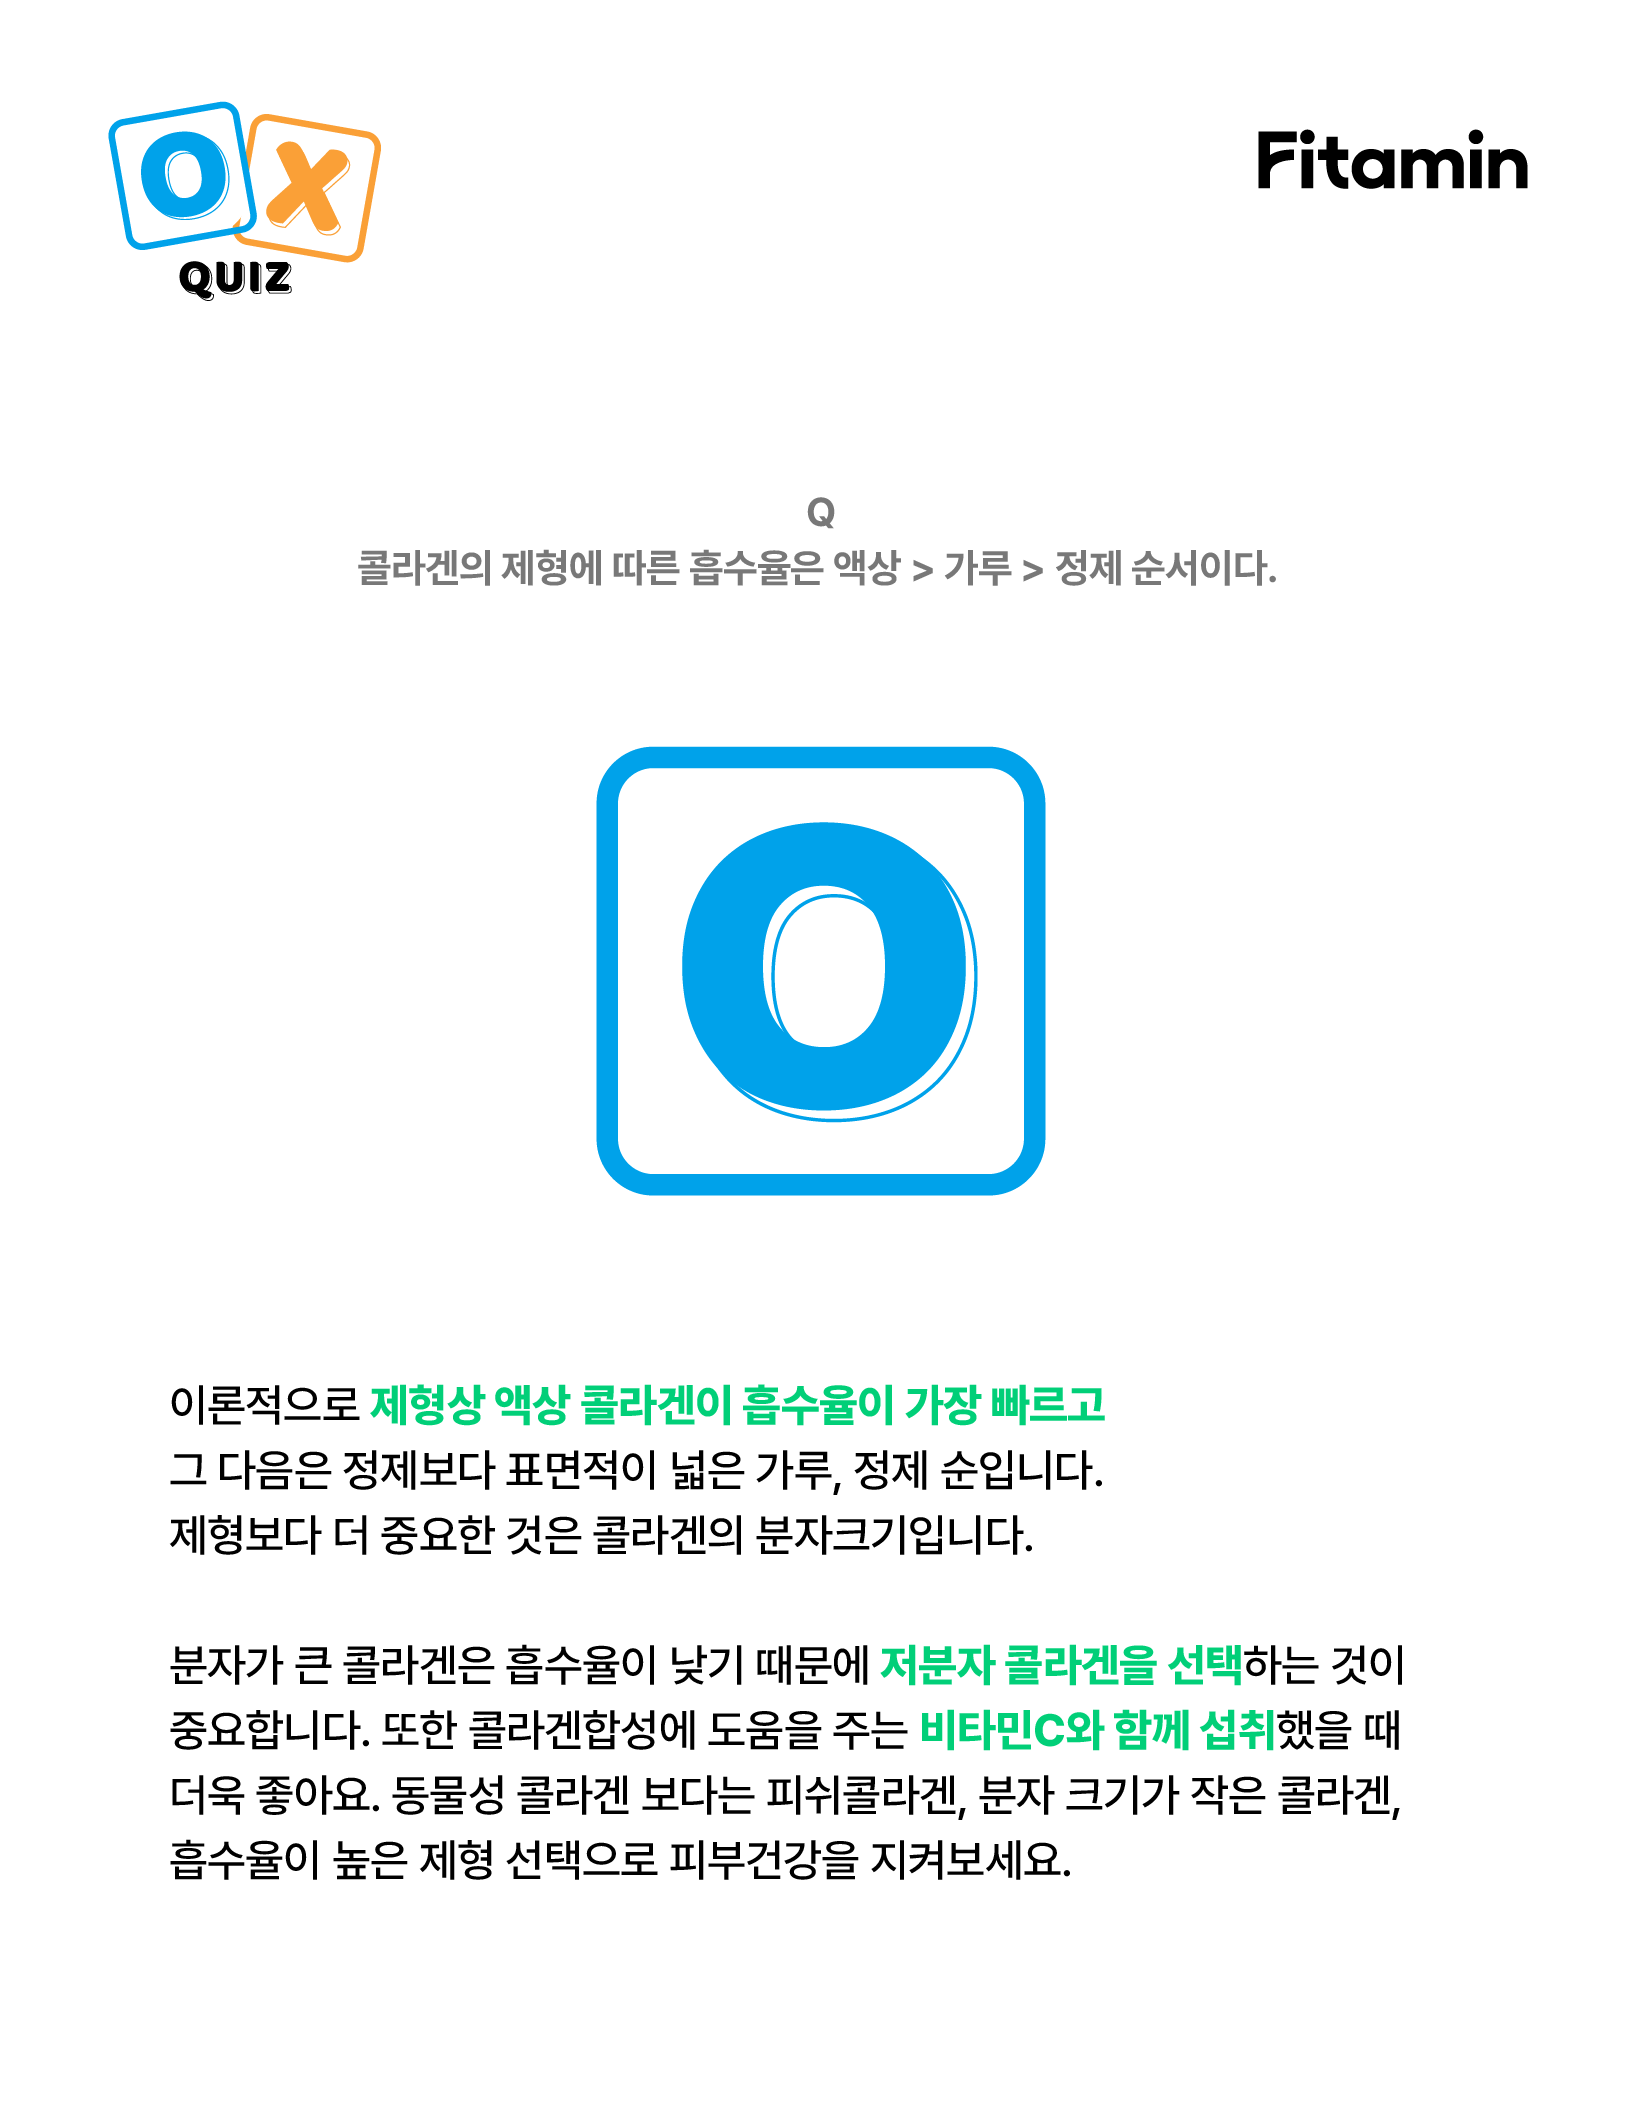 O X
QUIZ
Fitamin
Q
콜라겐의 제형에 따른 흡수율은 액상 > 가루 > 정제 순서이다.
O
이론적으로 제형상 액상 콜라겐이 흡수율이 가장 빠르고
그 다음은 정제보다 표면적이 넓은 가루, 정제 순입니다.
제형보다 더 중요한 것은 콜라겐의 분자크기입니다.
분자가 큰 콜라겐은 흡수율이 낮기 때문에 저분자 콜라겐을 선택하는 것이
중요합니다. 또한 콜라겐합성에 도움을 주는 비타민C와 함께 섭취했을 때
더욱 좋아요. 동물성 콜라겐 보다는 피쉬콜라겐, 분자 크기가 작은 콜라겐,
흡수율이 높은 제형 선택으로 피부건강을 지켜보세요.